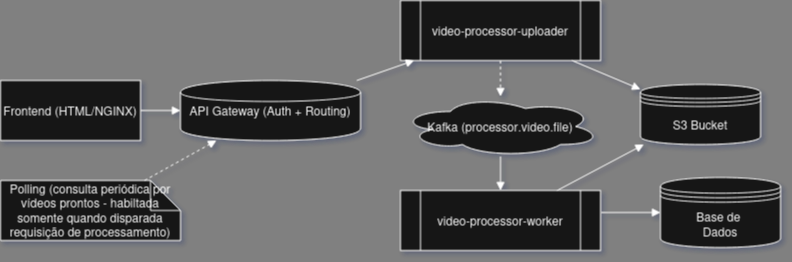 video-processor-uploader
Frontend (HTML/NGINX)
API Gateway (Auth + Routing)
Kafka (processor.video.file)
S3 Bucket
Polling (consulta periódica por
vídeos prontos - habiltada
somente quando disparada
requisição de processamento)
video-processor-worker
Base de
Dados